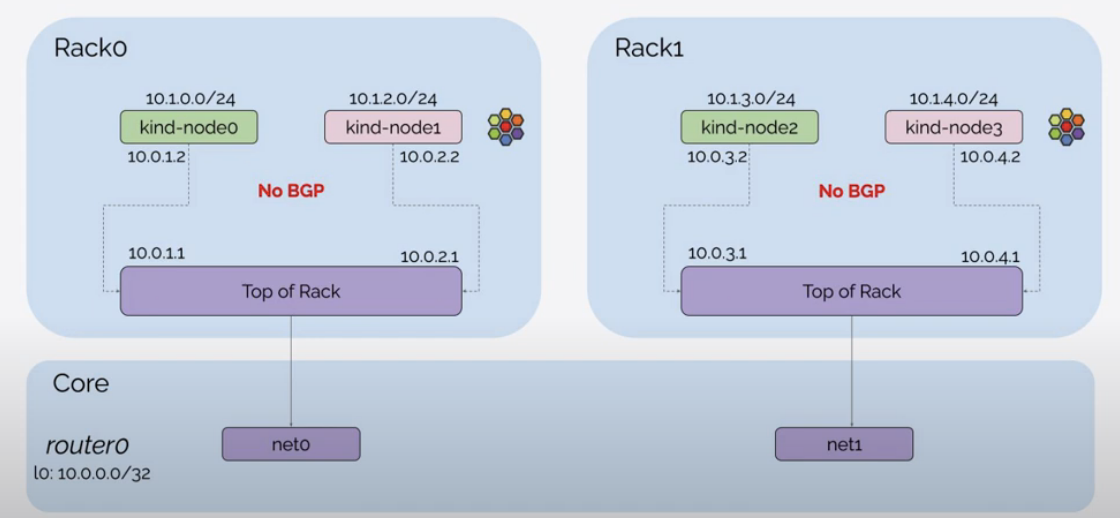 Rack0
10.1.0.0/24
10.1.2.0/24
kind-node0
kind-node1
10.0.1.2
10.0.2.2
No BGP
10.0.1.1
10.0.2.1
Top of Rack
Rack1
10.1.3.0/24
10.1.4.0/24
kind-node2
kind-node3
10.0.3.2
10.0.4.2
No BGP
10.0.3.1
10.0.4.1
Top of Rack
Core
router0
l0: 10.0.0.0/32
net0
net1